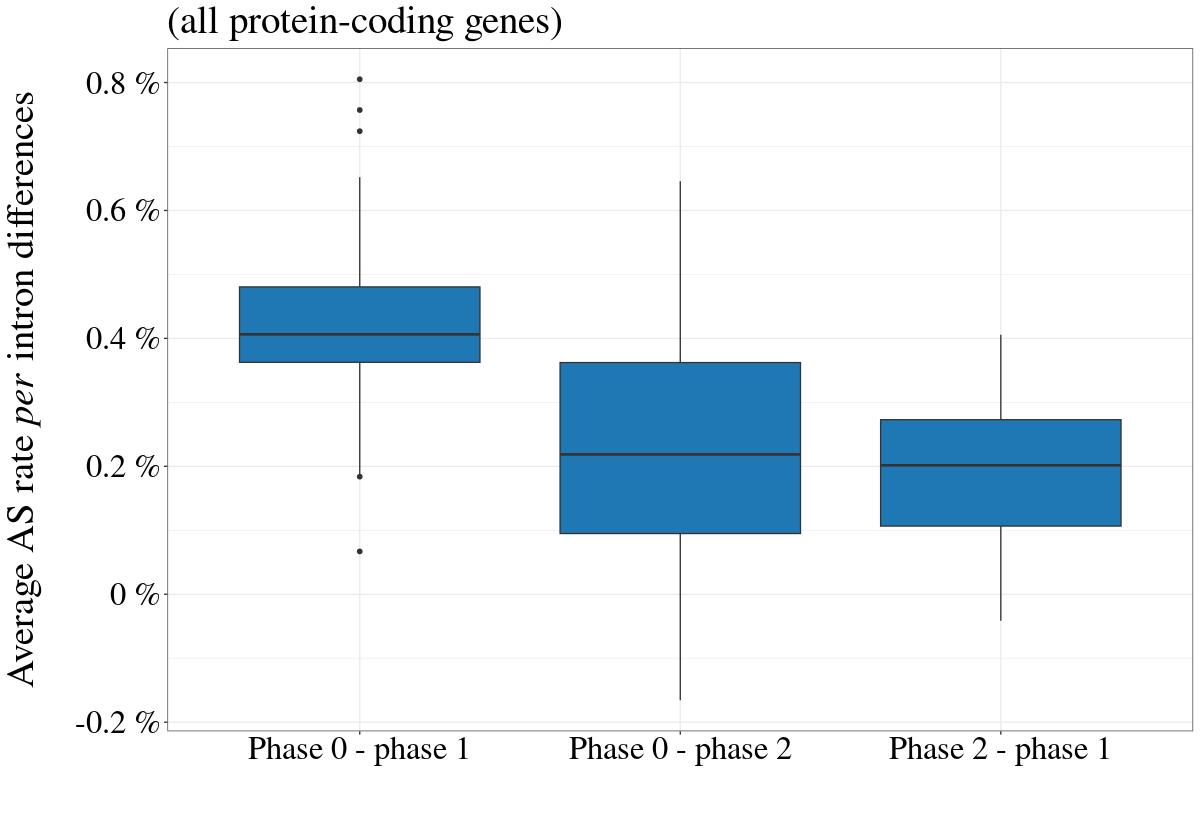 (all protein-coding genes)
Average AS rate per intron differences
0.8 %
0.6 %
0.4 %
0.2 %
0 %
-0.2 %
Phase 0 - phase 1
Phase 0 - phase 2
Phase 2 - phase 1